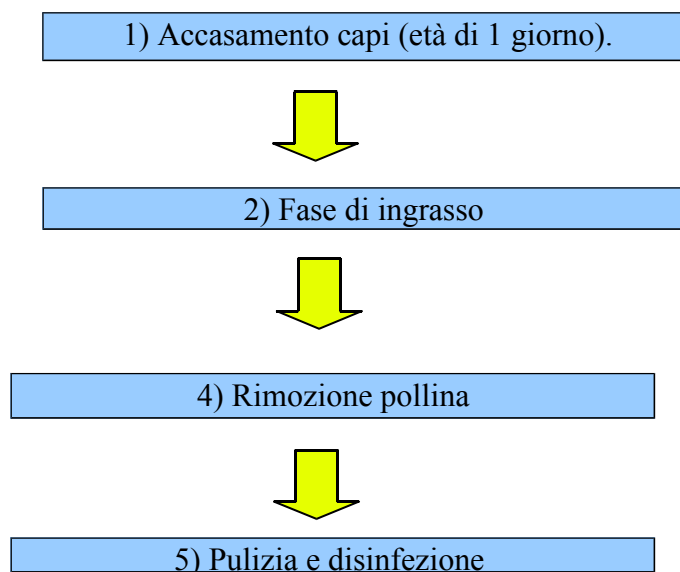 1) Accasamento capi (età di 1 giorno).
2) Fase di ingrasso
4) Rimozione pollina
5) Pulizia e disinfezione